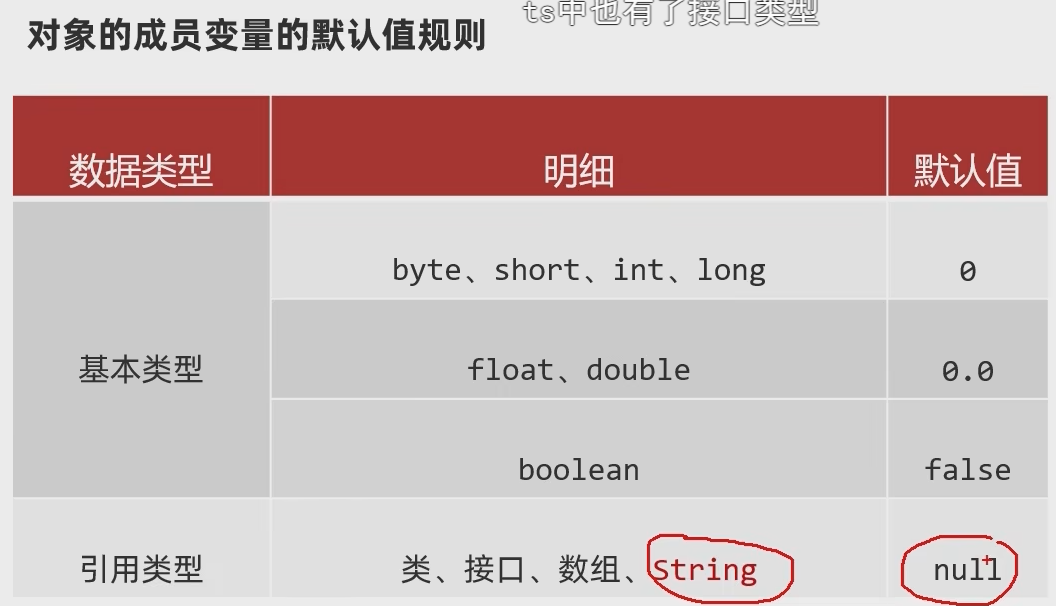 ts中也有了接口类型
对象的成员变量的默认值规则
数据类型 明细 默认值
byte、short、int、long 0
基本类型 float、double 0.0
boolean false
引用类型 类、接口、数组、String null